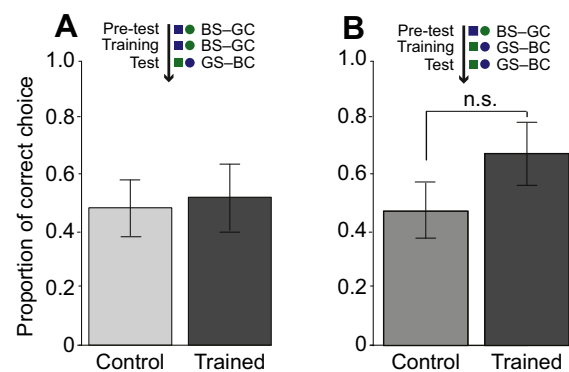 A
Pre-test BS–GC
Training BS–GC
Test GS–BC
Proportion of correct choice
1.0
0.8
0.6
0.4
0.2
0
Control Trained
B
Pre-test BS–GC
Training GS–BC
Test GS–BC
n.s.
1.0
0.8
0.6
0.4
0.2
0
Control Trained